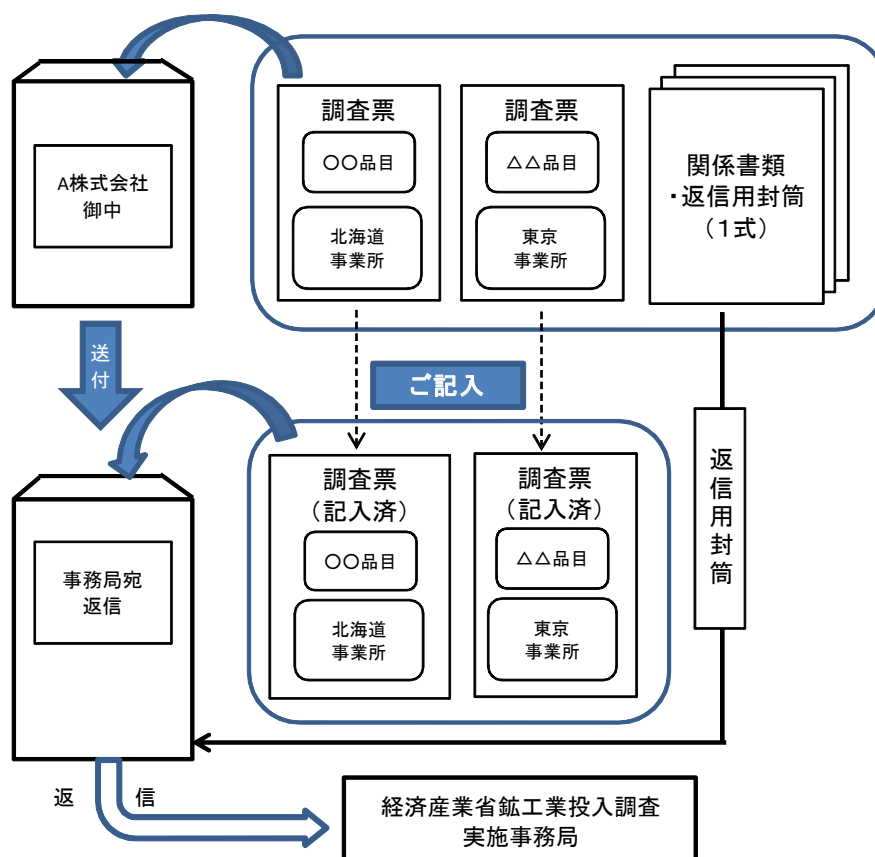 A株式会社
御中
調査票
〇〇品目
北海道
事業所
調査票
△△品目
東京
事業所
関係書類
・返信用封筒
（1式）
送付
ご記入
返信用封筒
調査票
（記入済）
〇〇品目
北海道
事業所
調査票
（記入済）
△△品目
東京
事業所
事務局宛
返信
返　信
経済産業省鉱工業投入調査
実施事務局